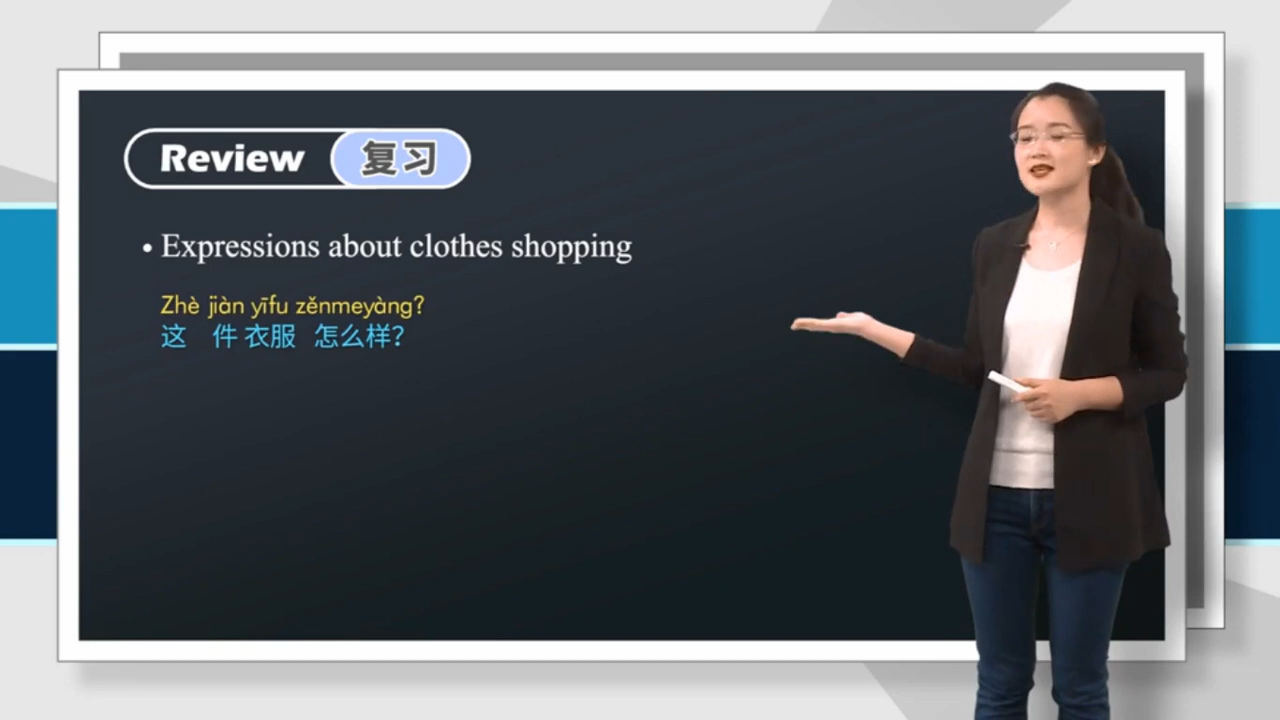 Review 复习
• Expressions about clothes shopping
Zhè jiàn yīfu zěnmeyàng?
这 件 衣服 怎么样?